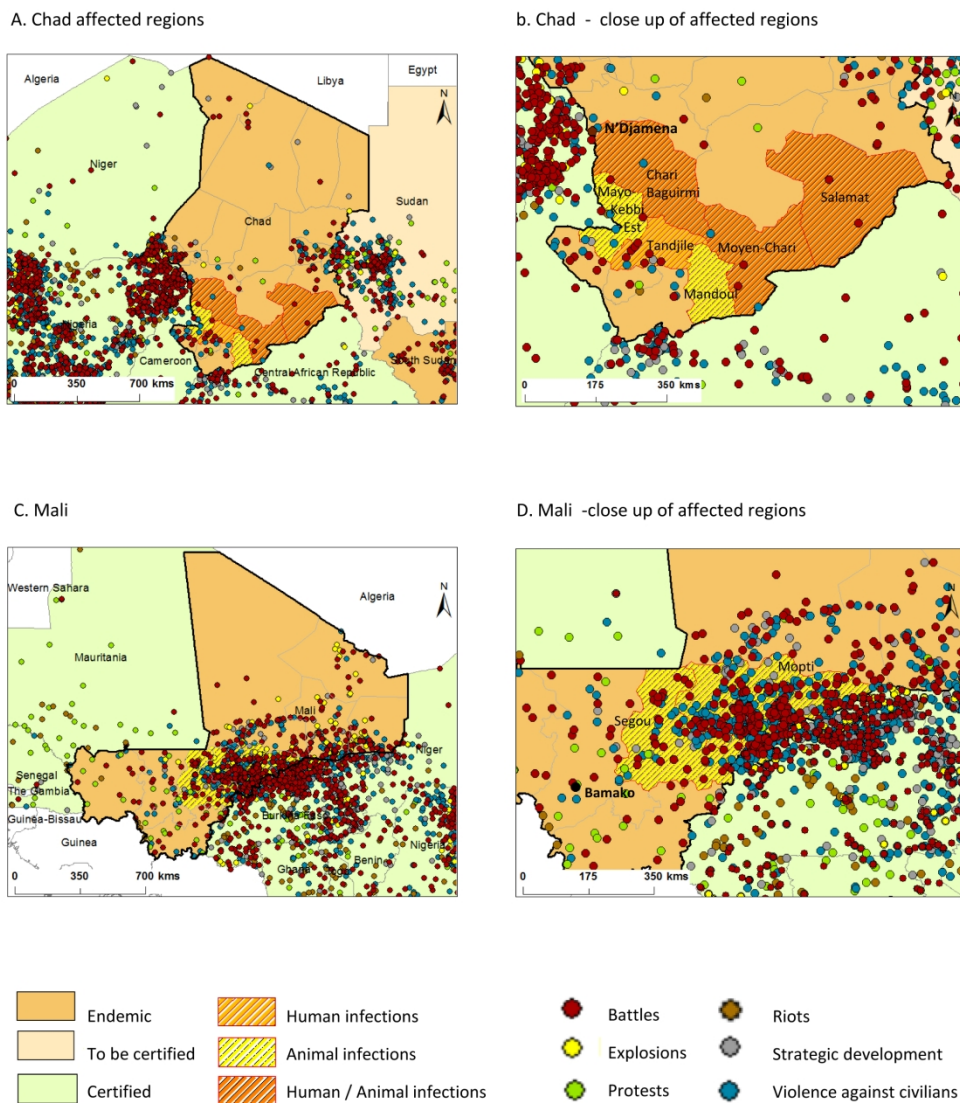 A. Chad affected regions
b. Chad - close up of affected regions
Algeria
Libya
Egypt
N
Niger
Chad
Sudan
Nigeria
Cameroon
Central African Republic
South Sudan
0 350 700 kms
N
N'Djamena
Chari
Baguirmi
Mayo-
Kebbi
Est
Salamat
Tandjile
Moyen-Chari
Mandoul
0 175 350 kms
C. Mali
D. Mali -close up of affected regions
Western Sahara
Algeria
N
Mauritania
Mali
Niger
Senegal
The Gambia
Guinea-Bissau
Guinea
Burkina Faso
Nigeria
Benin
Ghana
0 350 700 kms
N
Mopti
Segou
Bamako
0 175 350 kms
Endemic
To be certified
Certified
Human infections
Animal infections
Human / Animal infections
Battles
Explosions
Protests
Riots
Strategic development
Violence against civilians